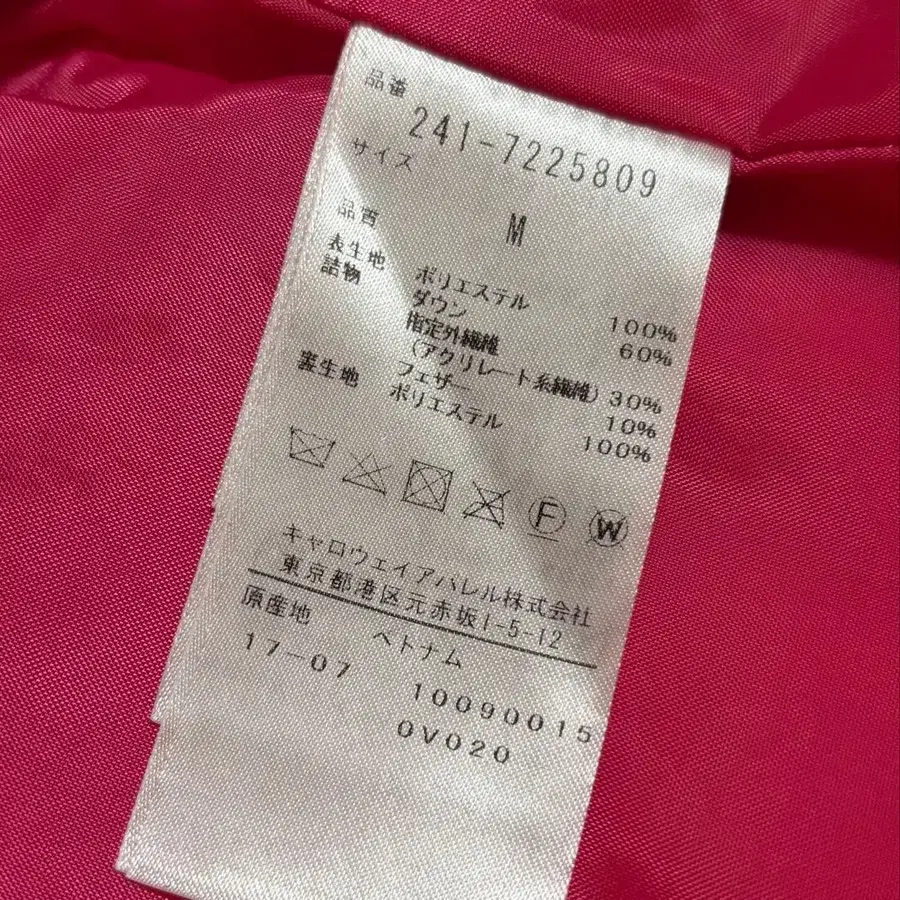 品番
241-7225809
サイズ
M
品質
表生地 ポリエステル 100%
詰物 ダウン 60%
指定外繊維
(アクリレート系繊維) 30%
フェザー 10%
裏生地 ポリエステル 100%
F W
キャロウェイアパレル株式会社
東京都港区元赤坂1-5-12
原産地 ベトナム
17-07 10090015
0V020